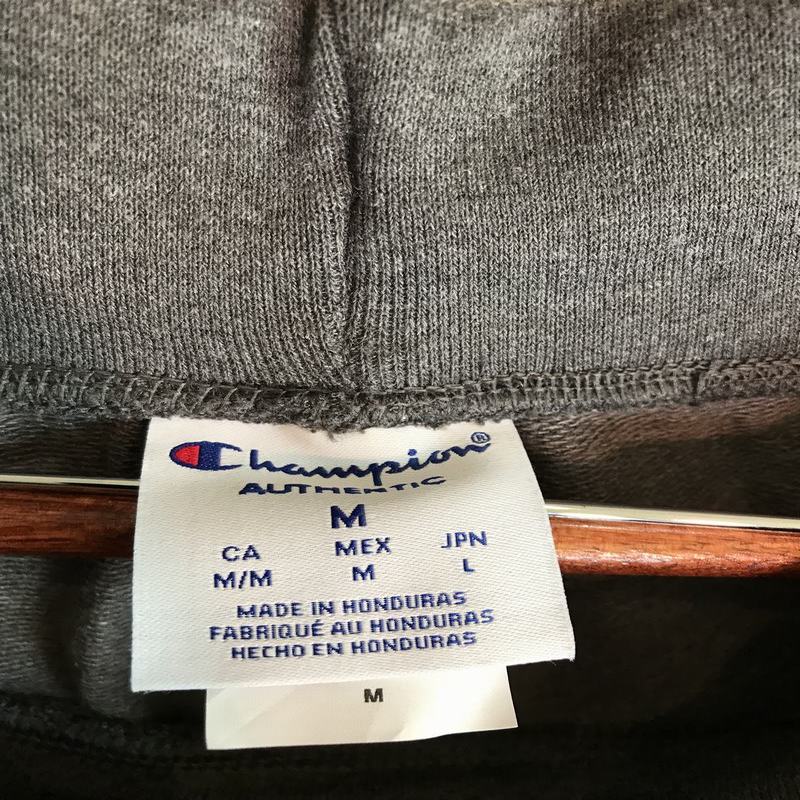 Champion®
AUTHENTIC
M
CA MEX JPN
M/M M L
MADE IN HONDURAS
FABRIQUÉ AU HONDURAS
HECHO EN HONDURAS
M